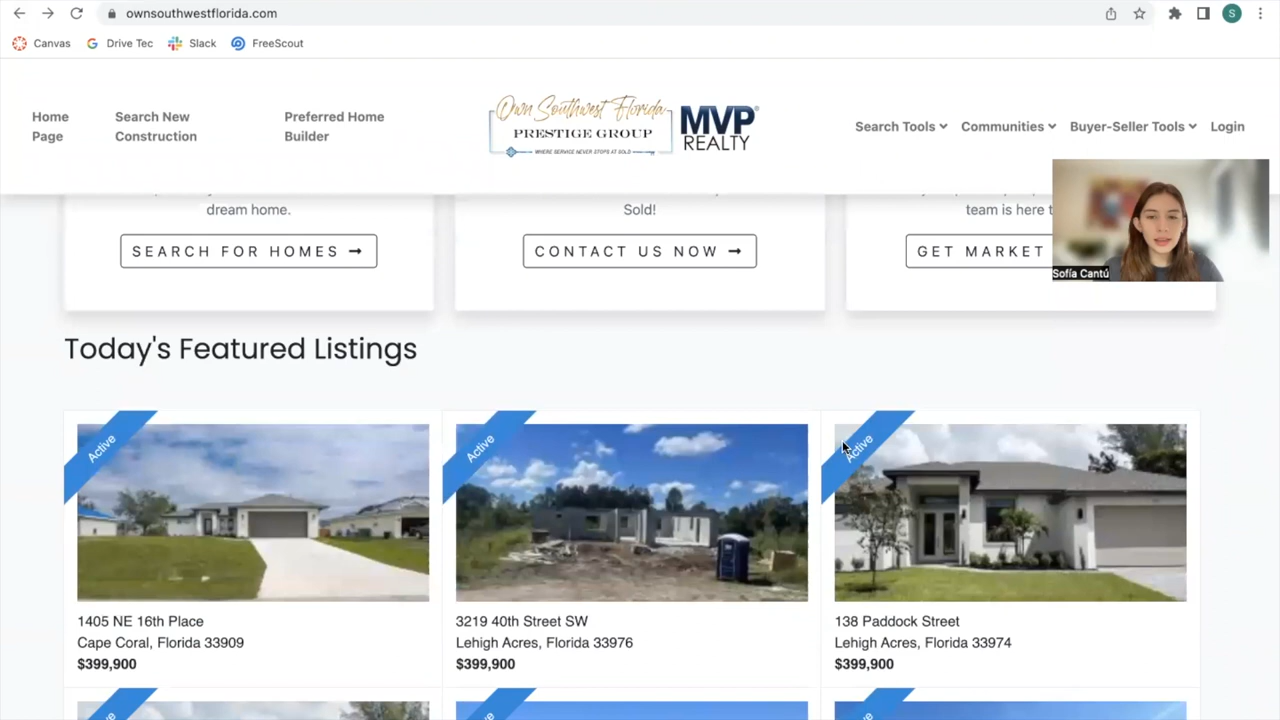 ownsouthwestflorida.com
S
Canvas
Drive Tec
Slack
FreeScout
Home Page
Search New Construction
Preferred Home Builder
Own Southwest Florida
PRESTIGE GROUP
WHERE SERVICE NEVER STOPS AT SOLD
MVP
REALTY
Search Tools
Communities
Buyer-Seller Tools
Login
dream home.
Sold!
team is here t
SEARCH FOR HOMES →
CONTACT US NOW →
GET MARKET
Sofía Cantú
Today's Featured Listings
Active
Active
Active
1405 NE 16th Place
Cape Coral, Florida 33909
$399,900
3219 40th Street SW
Lehigh Acres, Florida 33976
$399,900
138 Paddock Street
Lehigh Acres, Florida 33974
$399,900